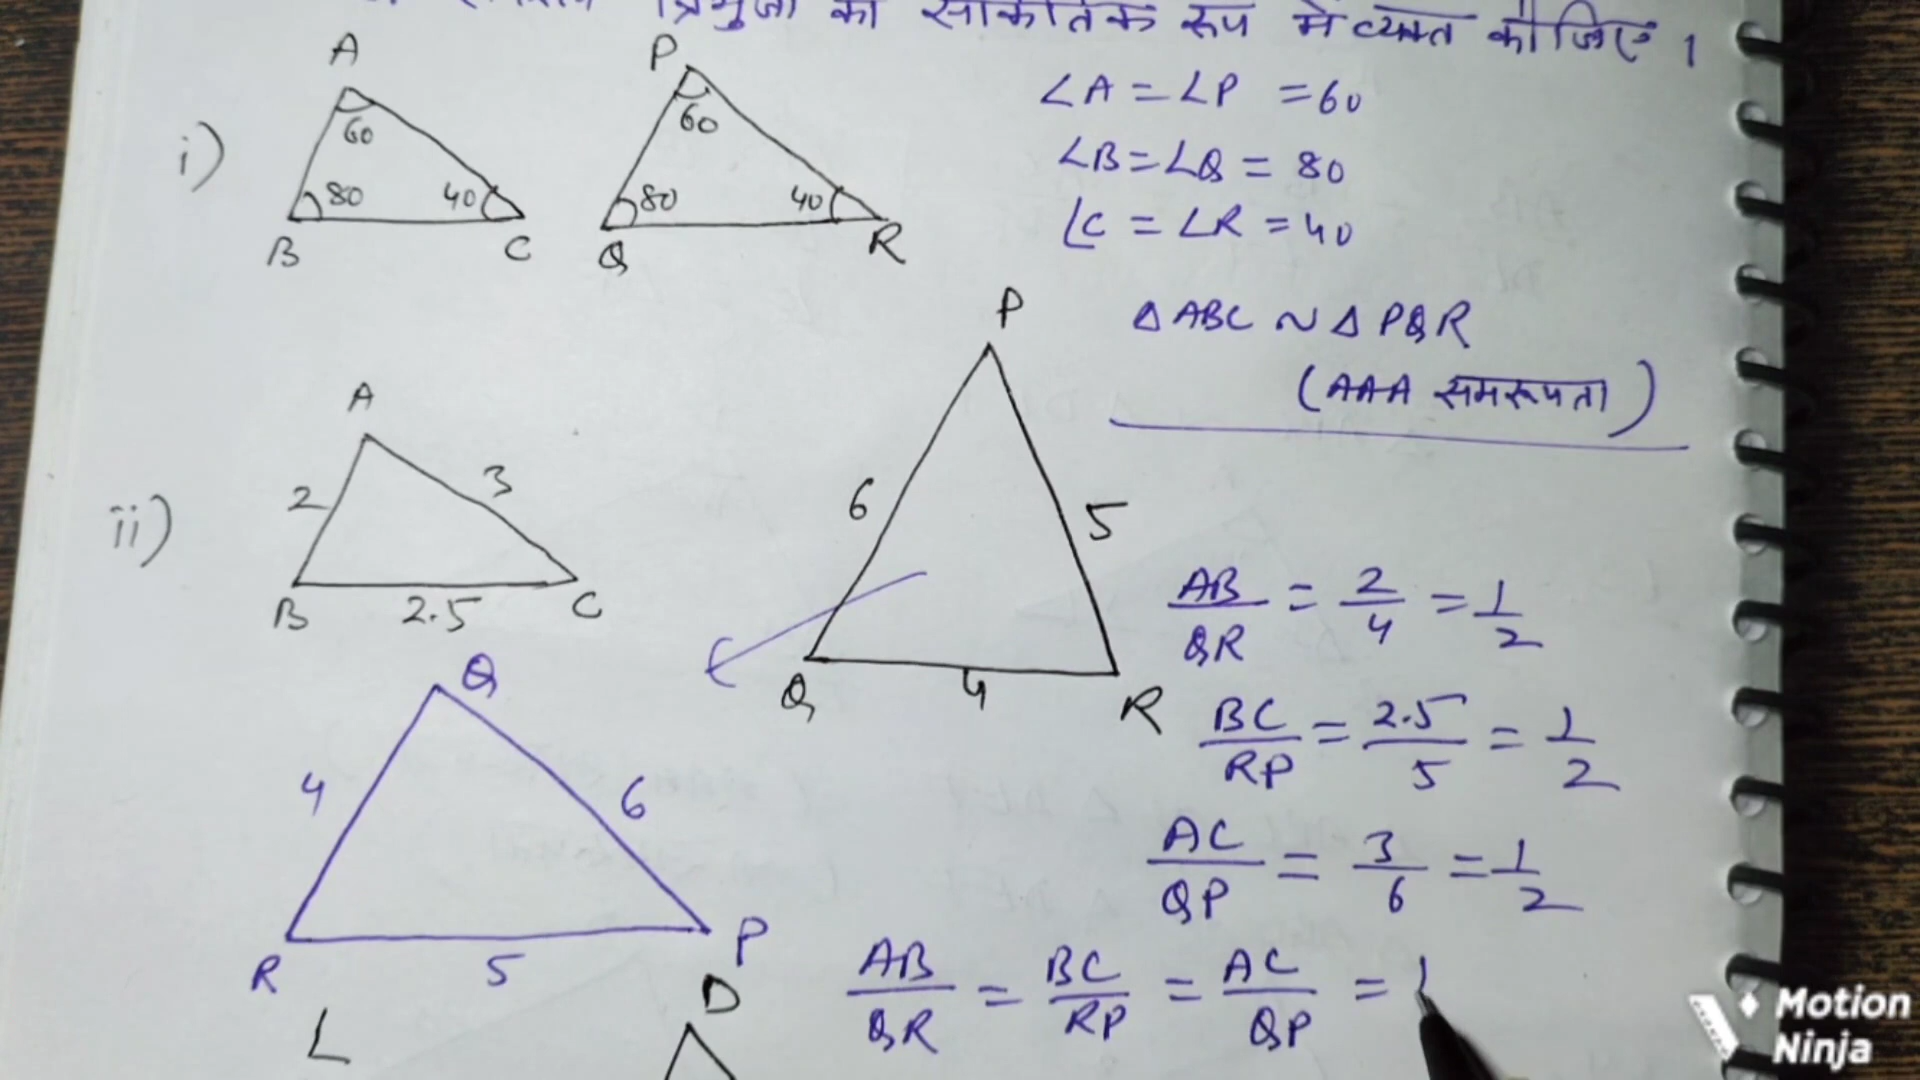 त्रिभुजों को सांकेतिक रूप में व्यक्त कीजिए ।
i)
A
60
80
40
B
C
P
60
80
40
Q
R
∠A = ∠P = 60
∠B = ∠Q = 80
∠C = ∠R = 40
△ ABC ~ △ PQR
(AAA समरूपता)
ii)
A
2
3
B
2.5
C
P
6
5
Q
4
R
Q
4
6
R
5
P
AB/QR = 2/4 = 1/2
BC/RP = 2.5/5 = 1/2
AC/QP = 3/6 = 1/2
AB/QR = BC/RP = AC/QP = 1
L
D
Motion
Ninja